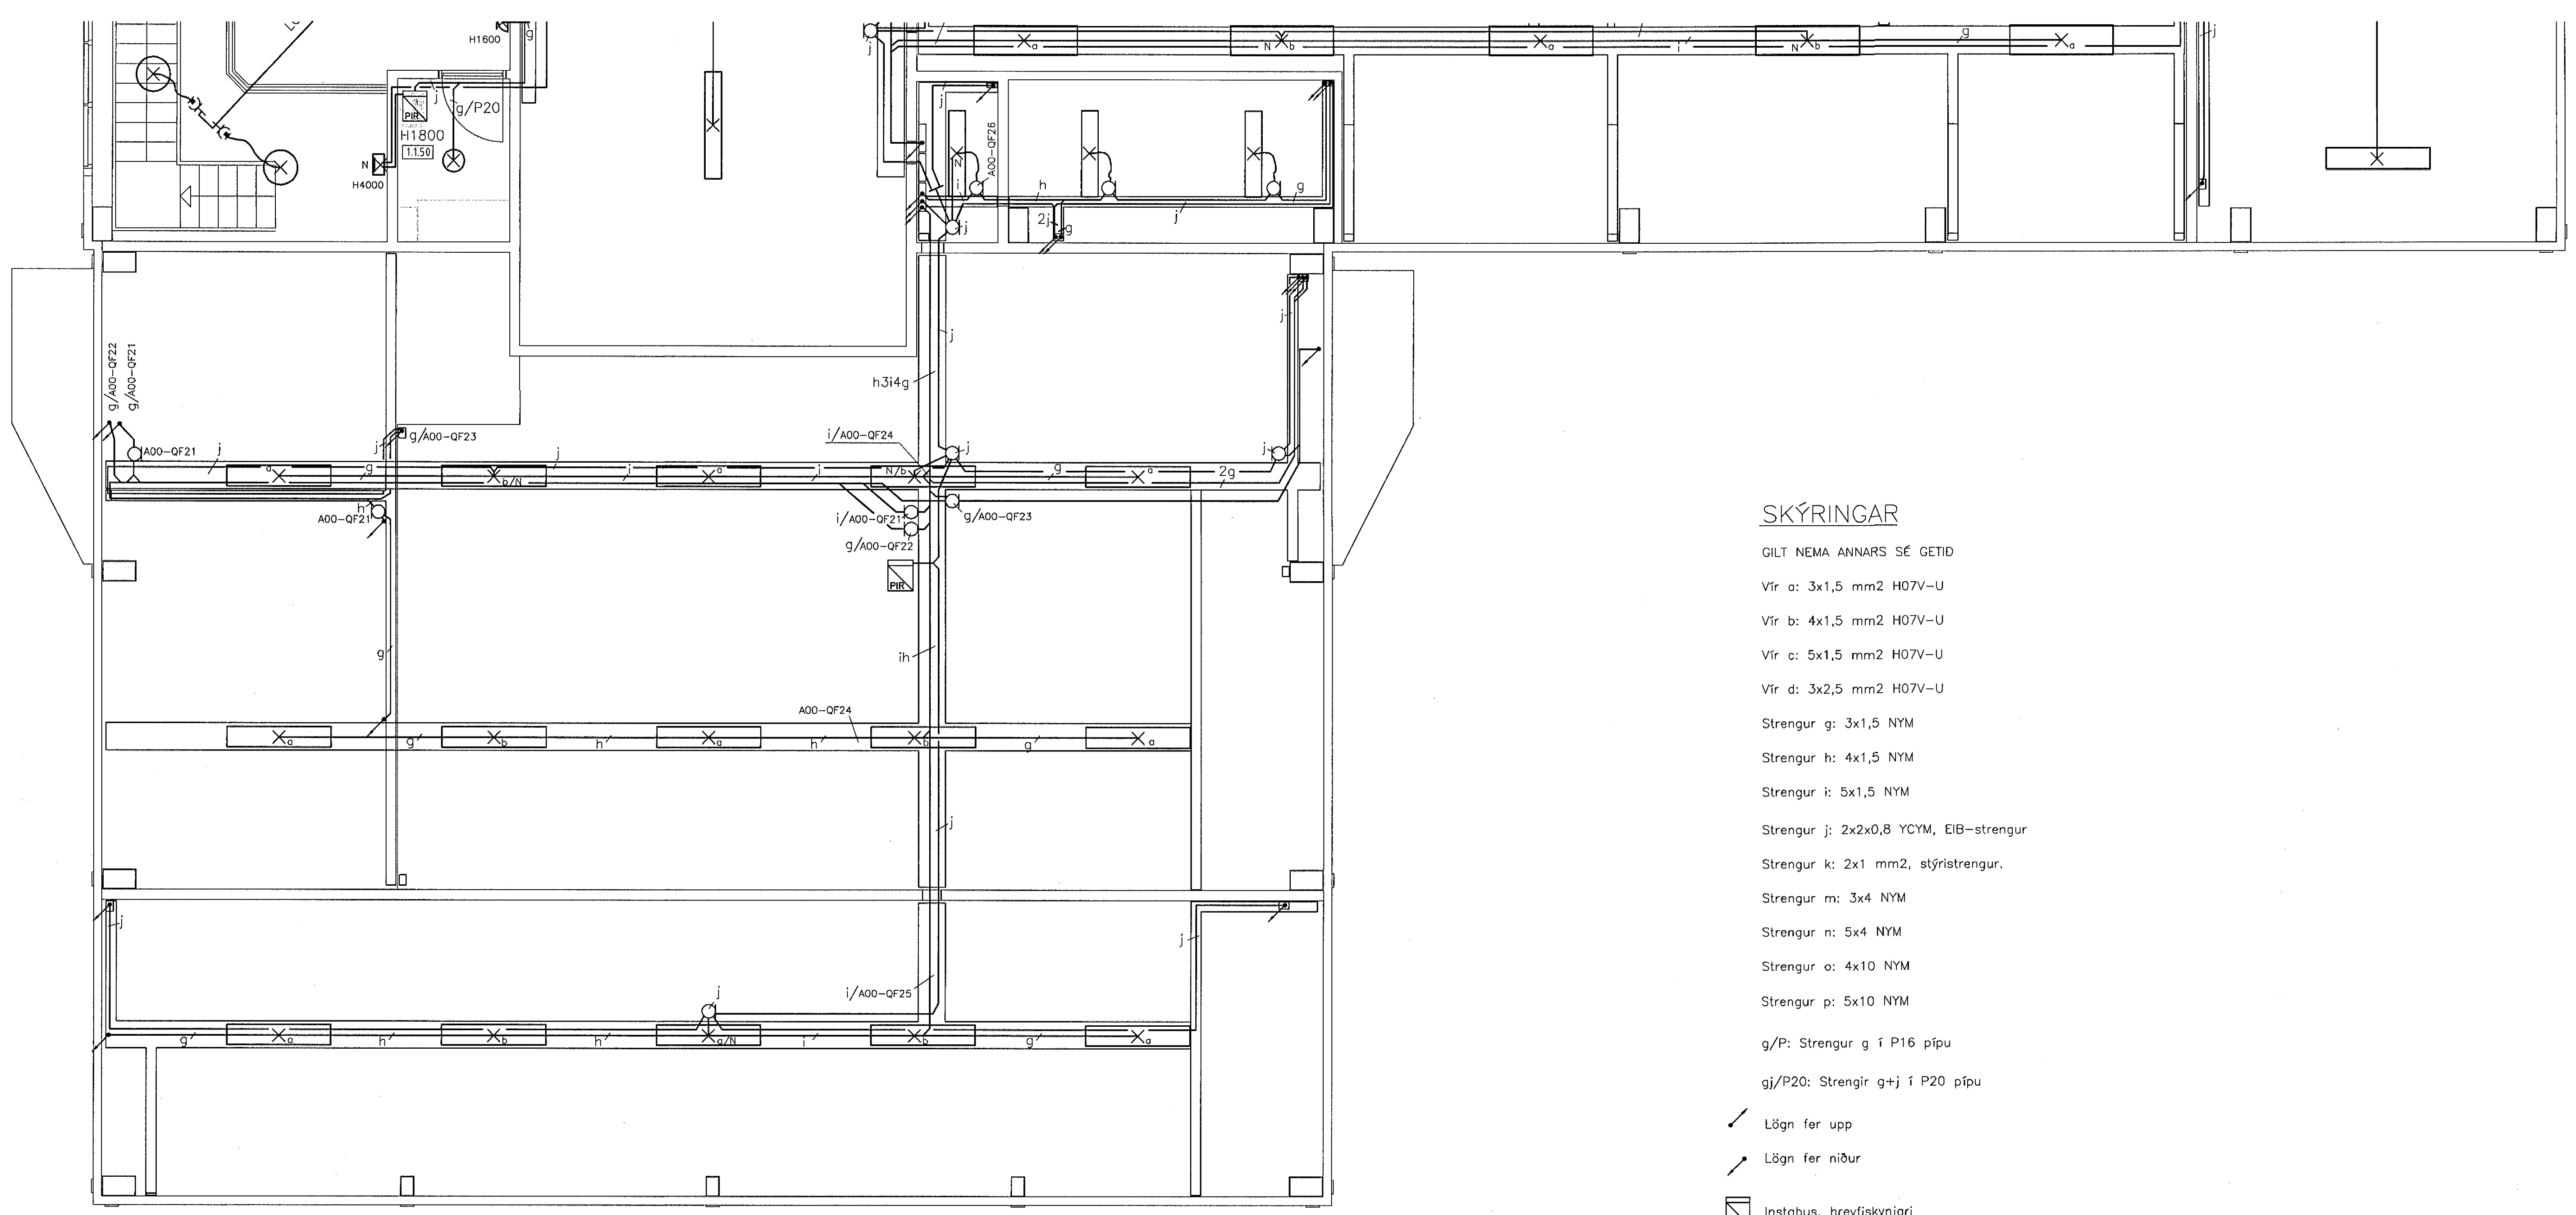 H1600
g
j
a
N
b
a
i
N
b
g
a
j
j
g/P20
PIR
H1800
1.1.50
N
H4000
j
j
A00-QF26
N
i
h
g
j
2j
g
j
j
j
h3i4g
g/A00-QF22
g/A00-QF21
A00-QF21
j
j
g/A00-QF23
i/A00-QF24
j
j
a
g
b/N
j
i
a
i
N/b
g
a
2g
g
h
A00-QF21
i/A00-QF21
g/A00-QF22
g/A00-QF23
PIR
g
ih
A00-QF24
a
g
b
h
a
h
b
g
a
j
j
j
j
i/A00-QF25
g
a
h
b
h
a/N
i
b
g
a
SKÝRINGAR
GILT NEMA ANNARS SÉ GETIÐ
Vír a: 3x1,5 mm2 H07V-U
Vír b: 4x1,5 mm2 H07V-U
Vír c: 5x1,5 mm2 H07V-U
Vír d: 3x2,5 mm2 H07V-U
Strengur g: 3x1,5 NYM
Strengur h: 4x1,5 NYM
Strengur i: 5x1,5 NYM
Strengur j: 2x2x0,8 YCYM, EIB-strengur
Strengur k: 2x1 mm2, stýristrengur.
Strengur m: 3x4 NYM
Strengur n: 5x4 NYM
Strengur o: 4x10 NYM
Strengur p: 5x10 NYM
g/P: Strengur g í P16 pípu
gj/P20: Strengir g+j í P20 pípu
Lögn fer upp
Lögn fer niður
Instabus, hreyfiskynjari